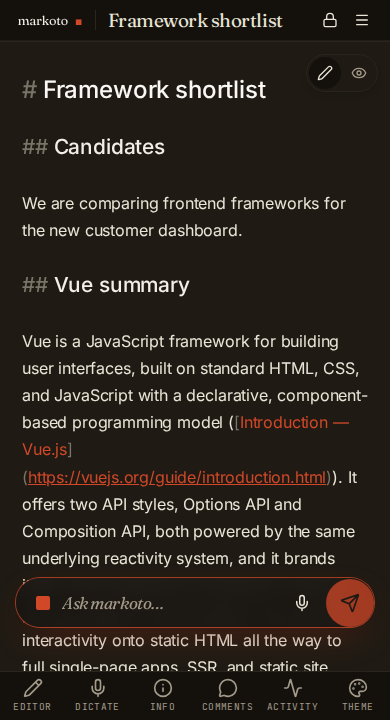 markoto
Framework shortlist
# Framework shortlist
## Candidates
We are comparing frontend frameworks for
the new customer dashboard.
## Vue summary
Vue is a JavaScript framework for building
user interfaces, built on standard HTML, CSS,
and JavaScript with a declarative, component-
based programming model ([Introduction —
Vue.js]
(https://vuejs.org/guide/introduction.html)). It
offers two API styles, Options API and
Composition API, both powered by the same
underlying reactivity system, and it brands
Ask markoto...
interactivity onto static HTML all the way to
full single-page apps, SSR, and static site
EDITOR DICTATE INFO COMMENTS ACTIVITY THEME